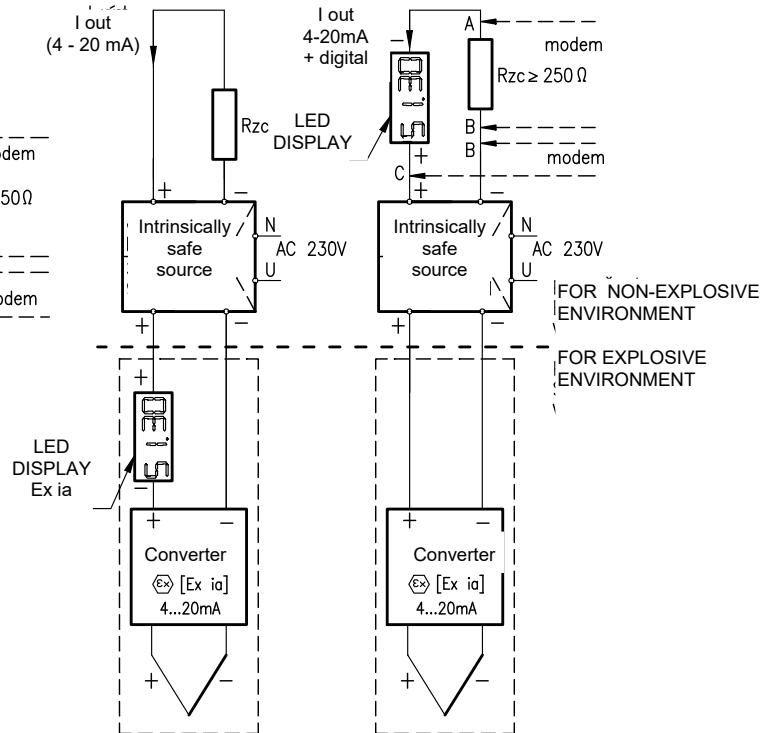 I out
(4 - 20 mA)
Rzc
+
−
Intrinsically
safe
source
N
AC 230V
U
+
−
+
LED
DISPLAY
Ex ia
−
+
−
Converter
Ex [Ex ia]
4...20mA
+
−
I out
4-20mA
+ digital
−
A
modem
Rzc ≥ 250 Ω
LED
DISPLAY
B
B
+
C
modem
+
−
Intrinsically
safe
source
N
AC 230V
U
+
−
FOR NON-EXPLOSIVE
ENVIRONMENT
FOR EXPLOSIVE
ENVIRONMENT
+
−
Converter
Ex [Ex ia]
4...20mA
+
−
odem
50Ω
odem